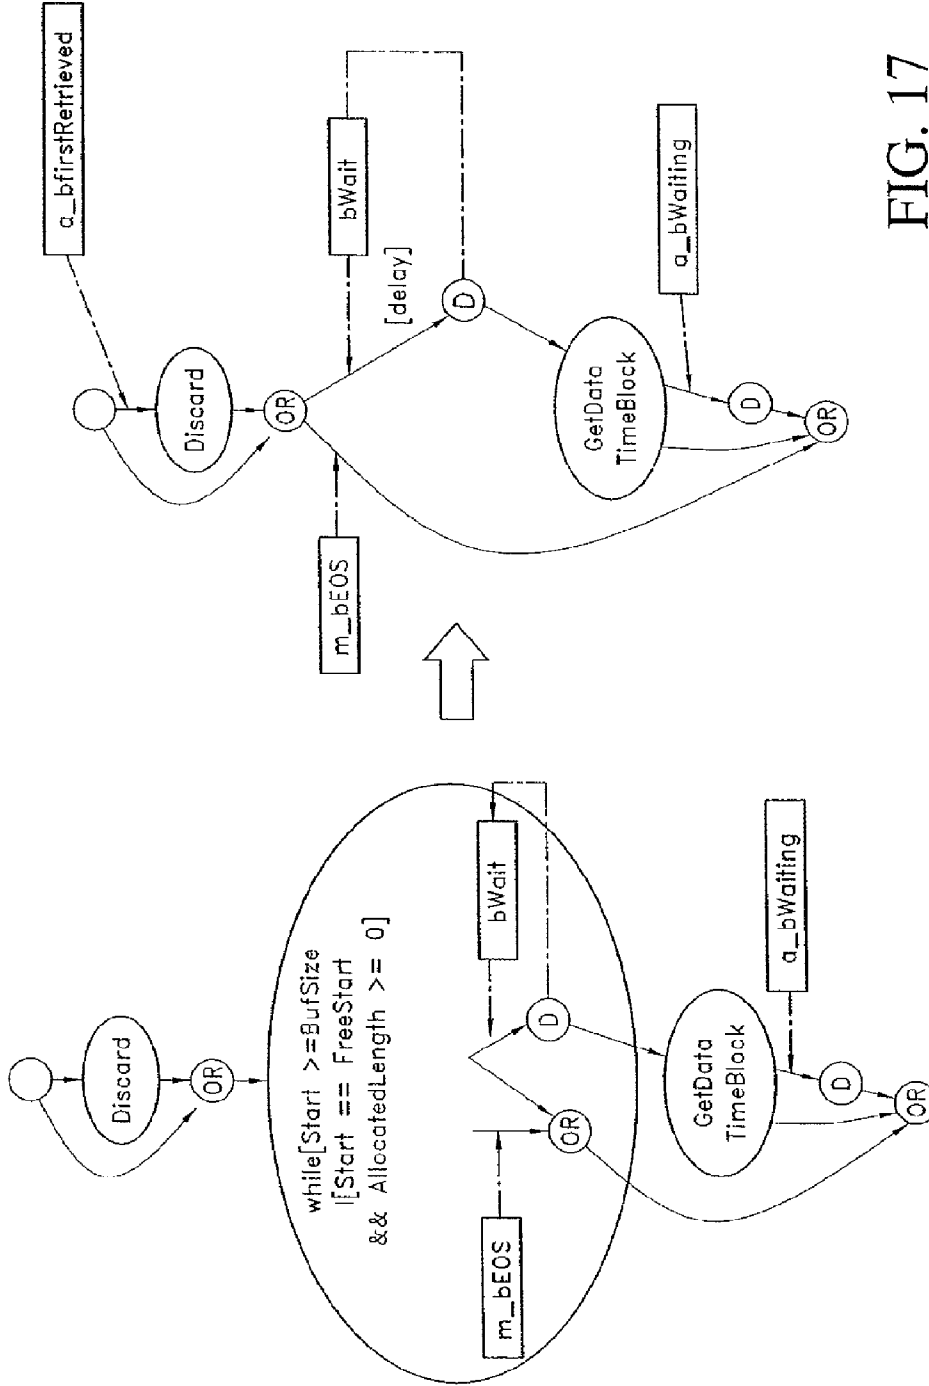 Discard
OR
while[Start >=BufSize
|[Start == FreeStart
&& AllocatedLength >= 0]
bWait
m_bEOS
OR
D
GetData
TimeBlock
a_bWaiting
D
OR
a_bfirstRetrieved
Discard
OR
bWait
m_bEOS
[delay]
D
GetData
TimeBlock
a_bWaiting
D
OR
FIG. 17